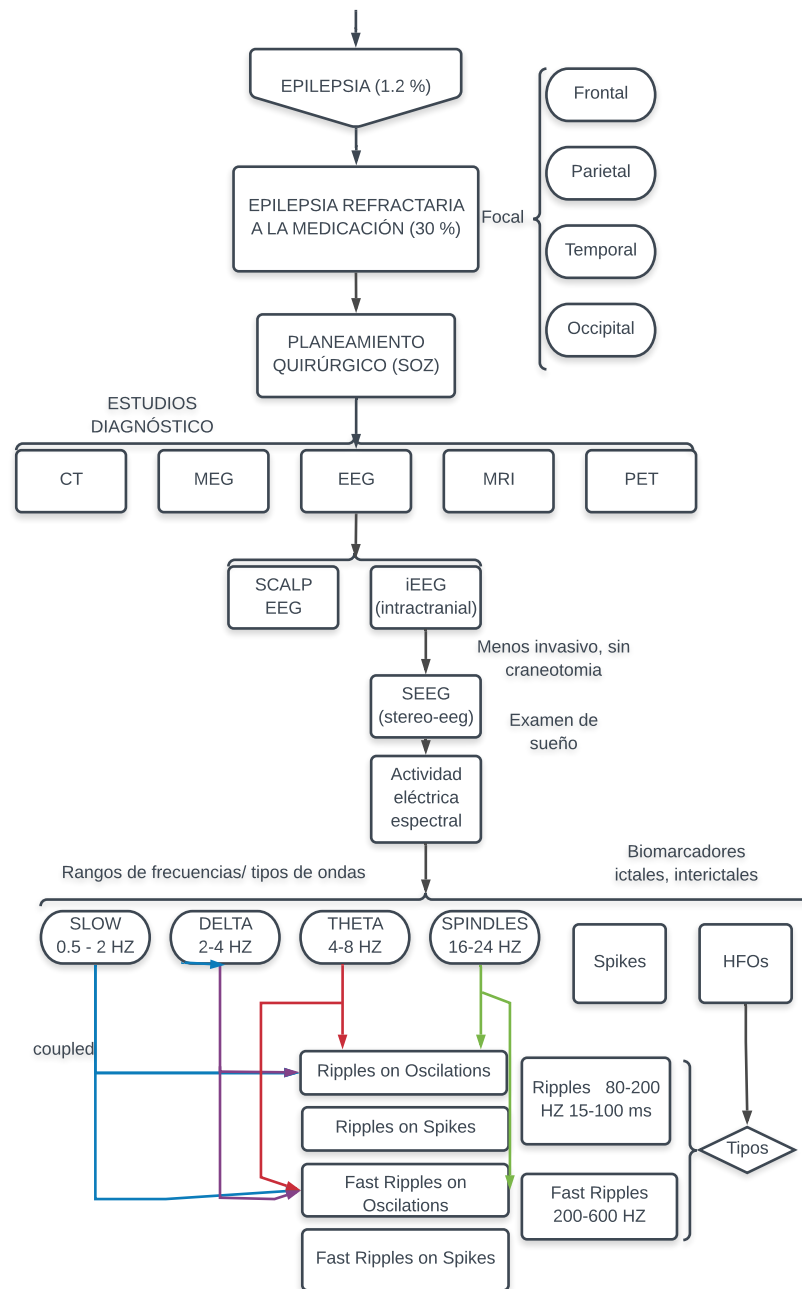 EPILEPSIA (1.2 %)
EPILEPSIA REFRACTARIA
A LA MEDICACIÓN (30 %)
Focal
Frontal
Parietal
Temporal
Occipital
PLANEAMIENTO
QUIRÚRGICO (SOZ)
ESTUDIOS
DIAGNÓSTICO
CT
MEG
EEG
MRI
PET
SCALP
EEG
iEEG
(intractranial)
Menos invasivo, sin
craneotomia
SEEG
(stereo-eeg)
Examen de
sueño
Actividad
eléctrica
espectral
Rangos de frecuencias/ tipos de ondas
Biomarcadores
ictales, interictales
SLOW
0.5 - 2 HZ
DELTA
2-4 HZ
THETA
4-8 HZ
SPINDLES
16-24 HZ
Spikes
HFOs
coupled
Ripples on Oscilations
Ripples on Spikes
Fast Ripples on
Oscilations
Fast Ripples on Spikes
Ripples 80-200
HZ 15-100 ms
Fast Ripples
200-600 HZ
Tipos